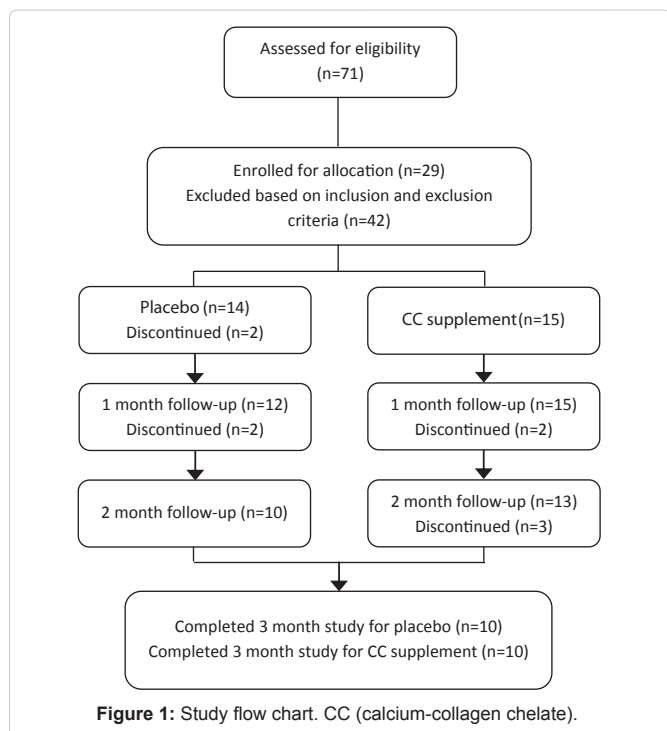 Assessed for eligibility
(n=71)
Enrolled for allocation (n=29)
Excluded based on inclusion and exclusion
criteria (n=42)
Placebo (n=14)
Discontinued (n=2)
CC supplement (n=15)
1 month follow-up (n=12)
Discontinued (n=2)
1 month follow-up (n=15)
Discontinued (n=2)
2 month follow-up (n=10)
2 month follow-up (n=13)
Discontinued (n=3)
Completed 3 month study for placebo (n=10)
Completed 3 month study for CC supplement (n=10)
Figure 1: Study flow chart. CC (calcium-collagen chelate).